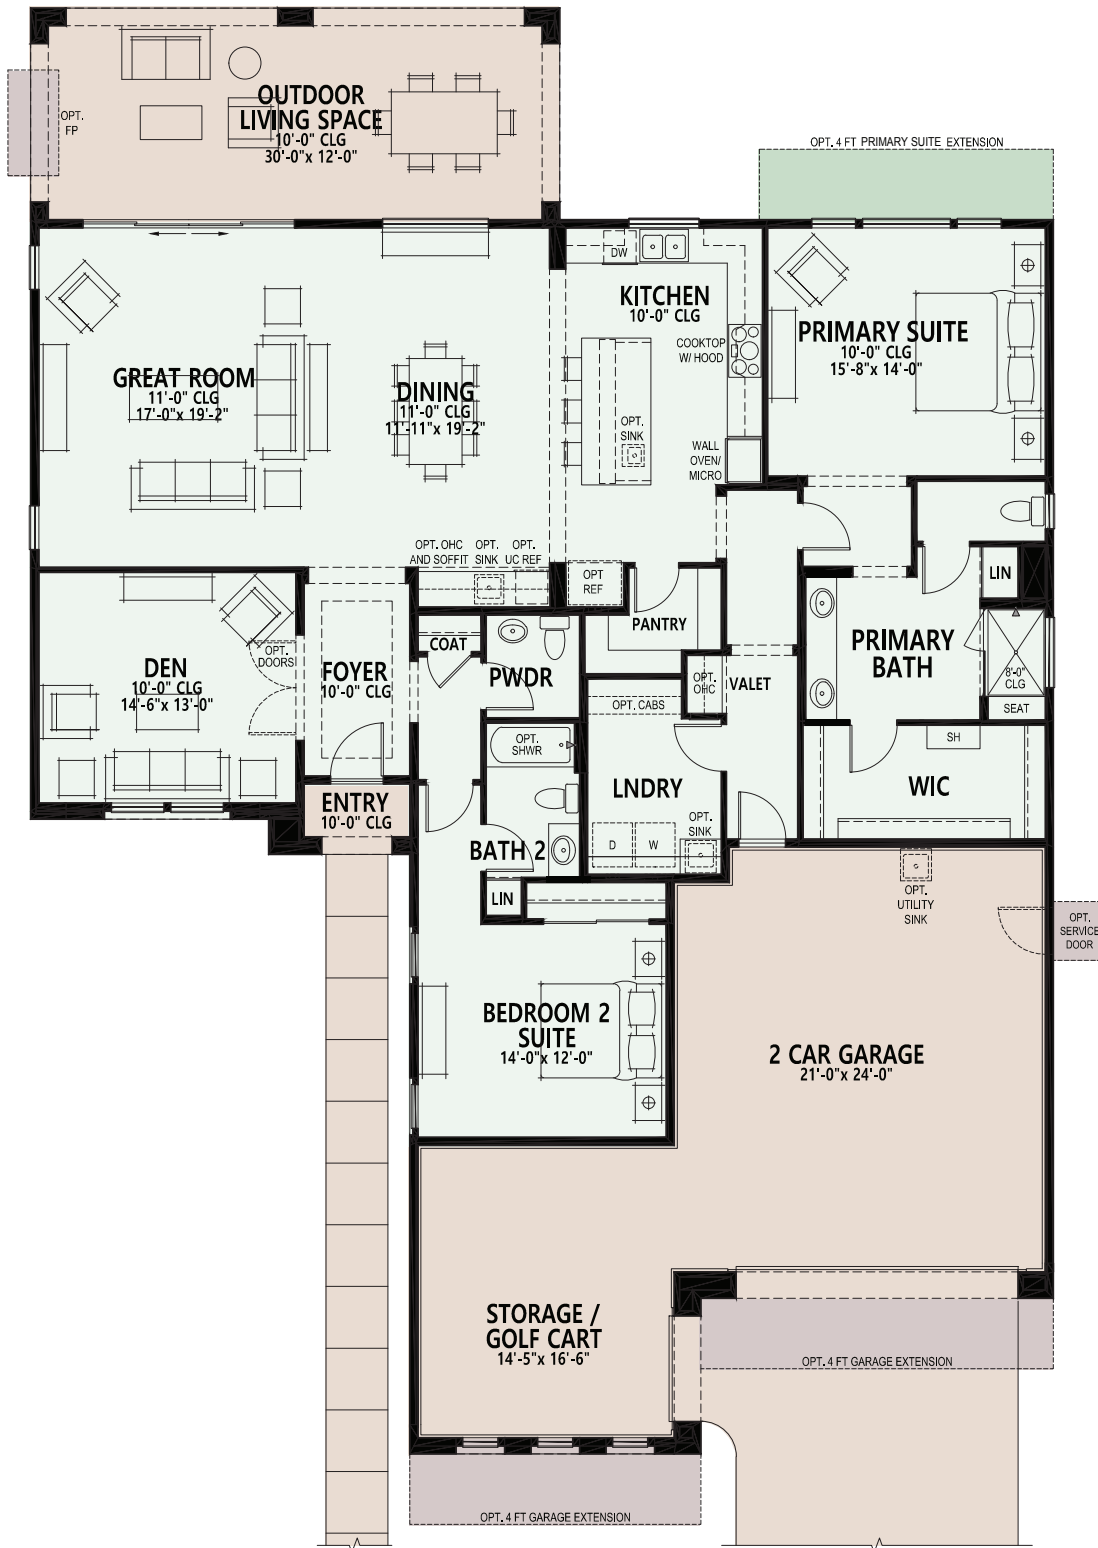 OUTDOOR
LIVING SPACE
10'-0" CLG
30'-0"x 12'-0"
OPT.
FP
OPT. 4 FT PRIMARY SUITE EXTENSION
DW
KITCHEN
10'-0" CLG
COOKTOP
W/ HOOD
PRIMARY SUITE
10'-0" CLG
15'-8"x 14'-0"
GREAT ROOM
11'-0" CLG
17'-0"x 19'-2"
DINING
11'-0" CLG
11'-11"x 19'-2"
OPT.
SINK
WALL
OVEN/
MICRO
OPT. OHC
AND SOFFIT
OPT.
SINK
OPT.
UC REF
OPT
REF
LIN
PANTRY
COAT
OPT.
DOORS
DEN
10'-0" CLG
14'-6"x 13'-0"
FOYER
10'-0" CLG
PWDR
OPT.
OHC
VALET
PRIMARY
BATH
8'-0"
CLG
SEAT
OPT. CABS
OPT.
SHWR
SH
WIC
LNDRY
ENTRY
10'-0" CLG
OPT.
SINK
D
W
BATH 2
LIN
OPT.
UTILITY
SINK
OPT.
SERVICE
DOOR
BEDROOM 2
SUITE
14'-0"x 12'-0"
2 CAR GARAGE
21'-0"x 24'-0"
STORAGE /
GOLF CART
14'-5"x 16'-6"
OPT. 4 FT GARAGE EXTENSION
OPT. 4 FT GARAGE EXTENSION